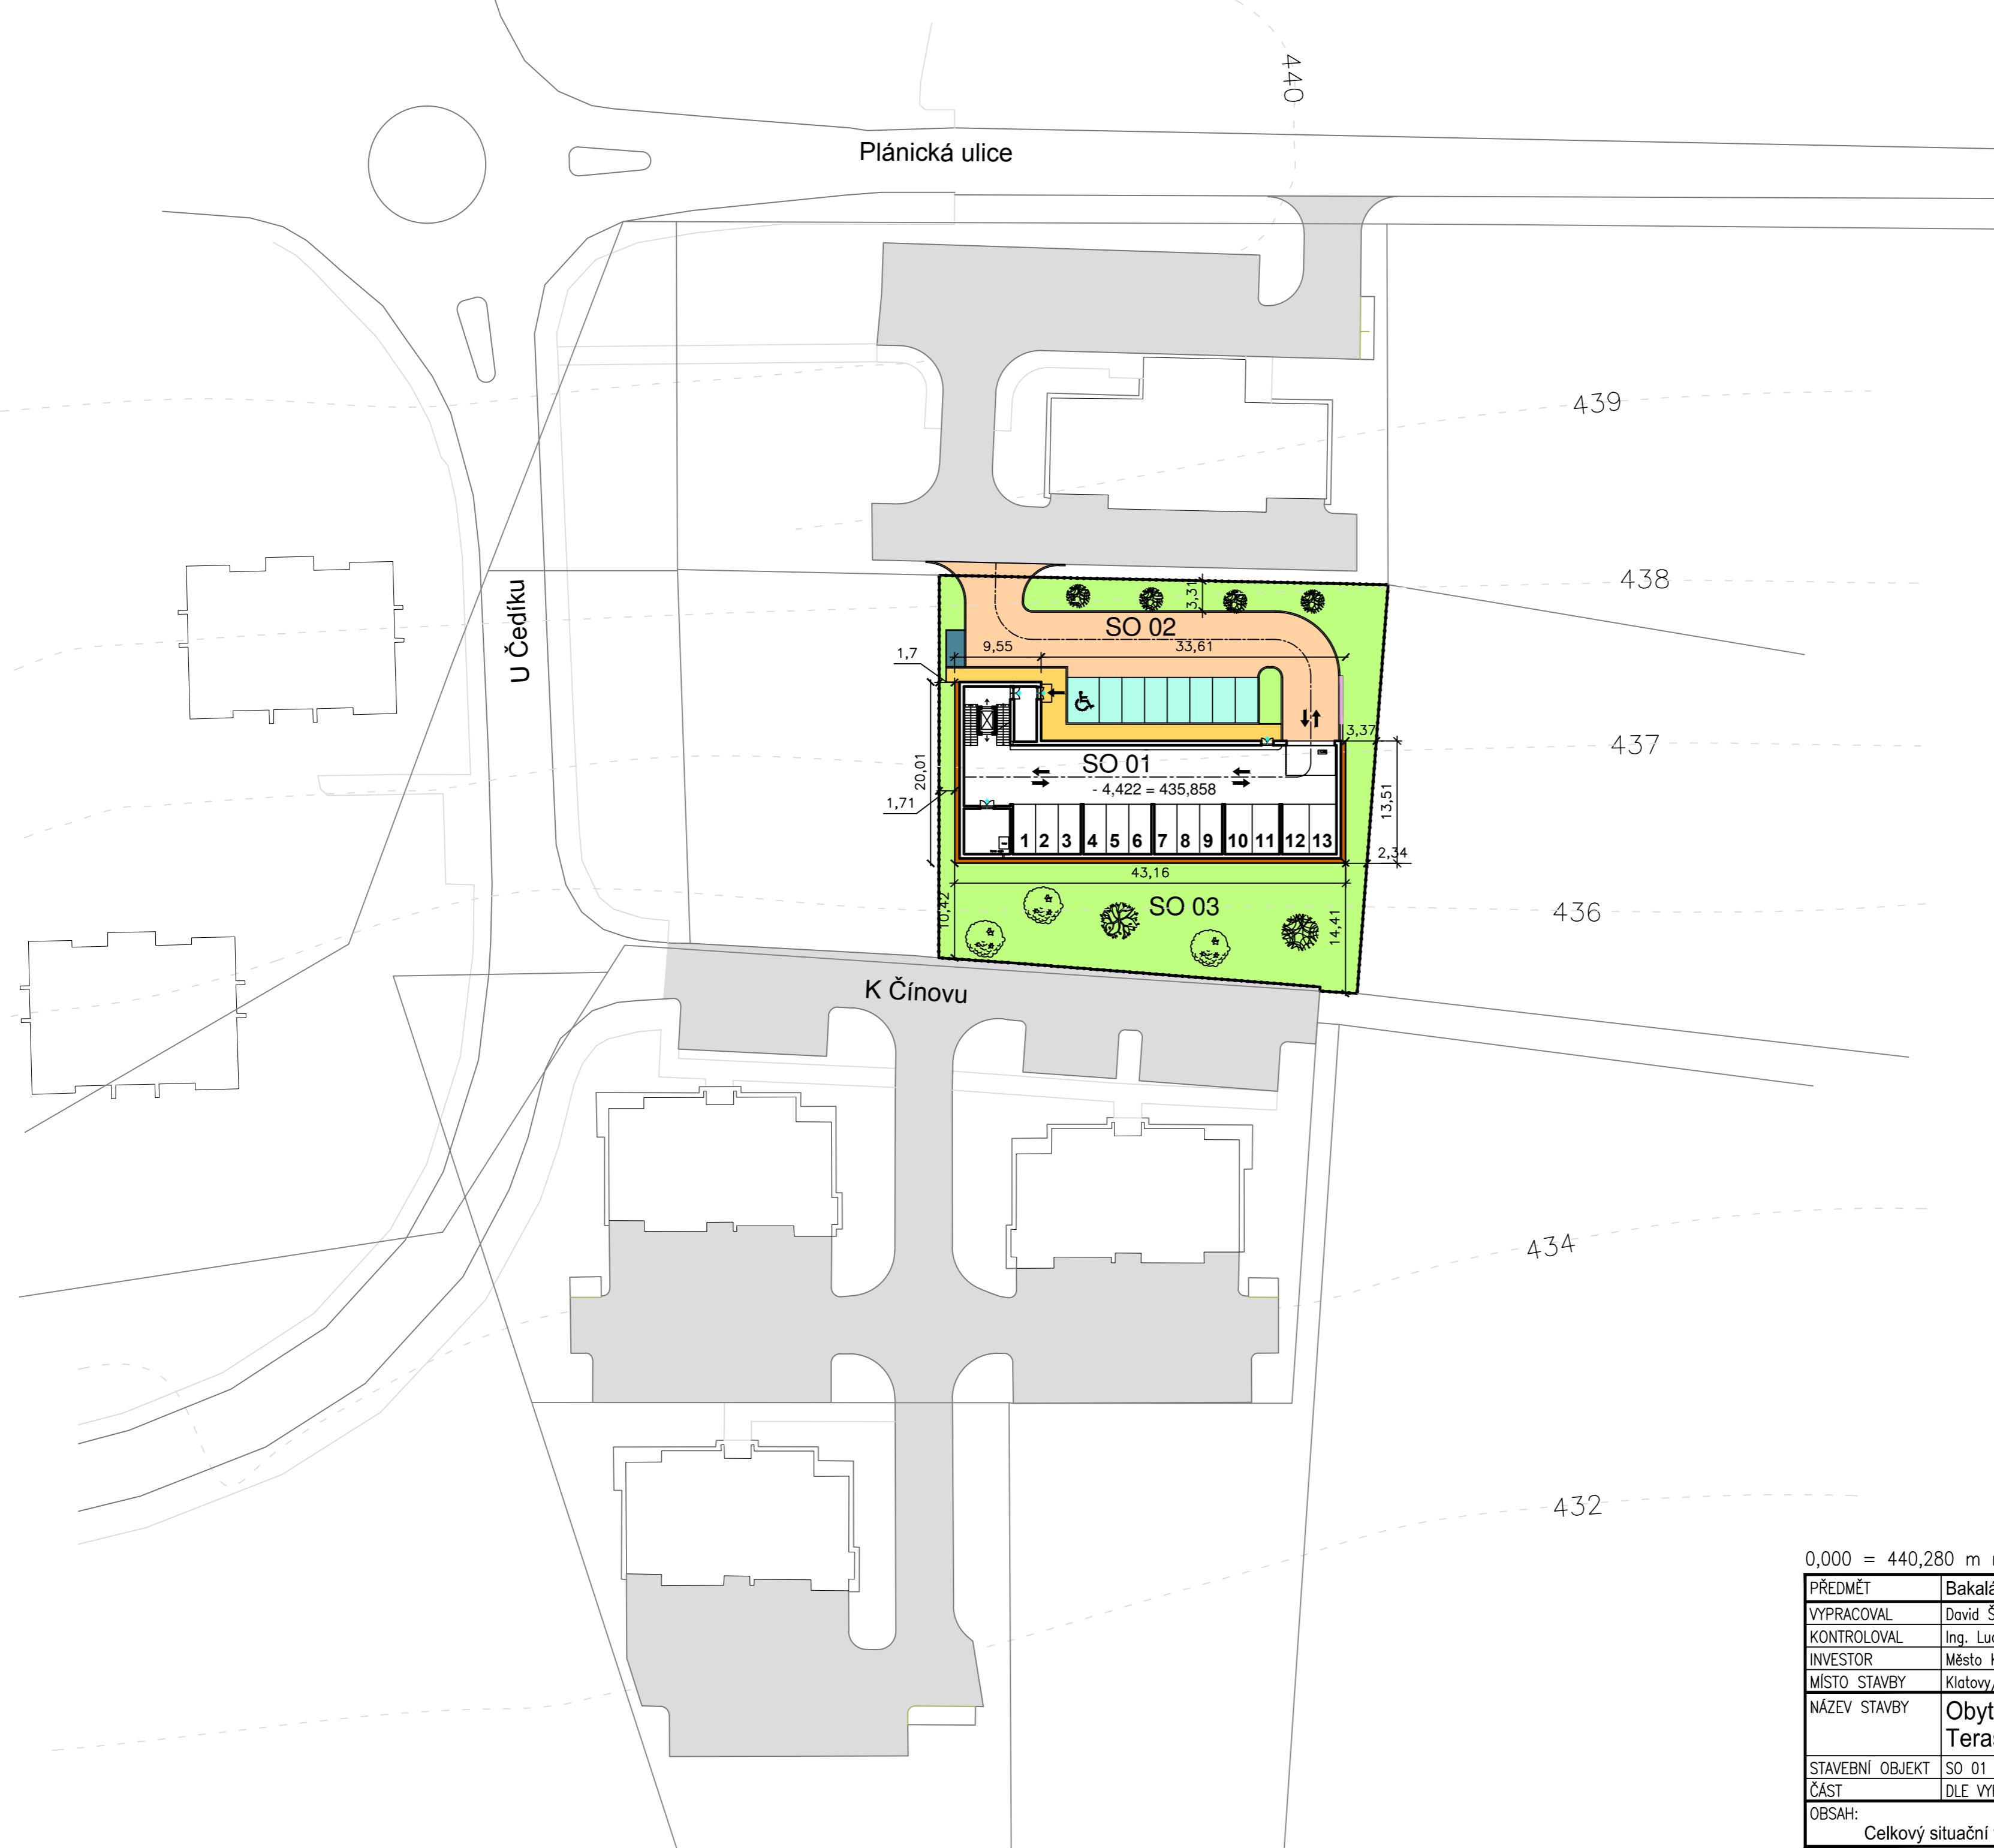 440
Plánická ulice
439
438
U Čedíku
3,31
SO 02
9,55
33,61
1,7
3,37
437
SO 01
20,01
- 4,422 = 435,858
1,71
13,51
1 2 3 4 5 6 7 8 9 10 11 12 13
2,34
43,16
10,42
SO 03
14,41
436
K Čínovu
434
432
0,000 = 440,280 m
PŘEDMĚT
VYPRACOVAL David
KONTROLOVAL Ing.
INVESTOR Město
MÍSTO STAVBY Klatovy/
NÁZEV STAVBY
STAVEBNÍ OBJEKT SO 01
ČÁST DLE
OBSAH:
Celkový situační